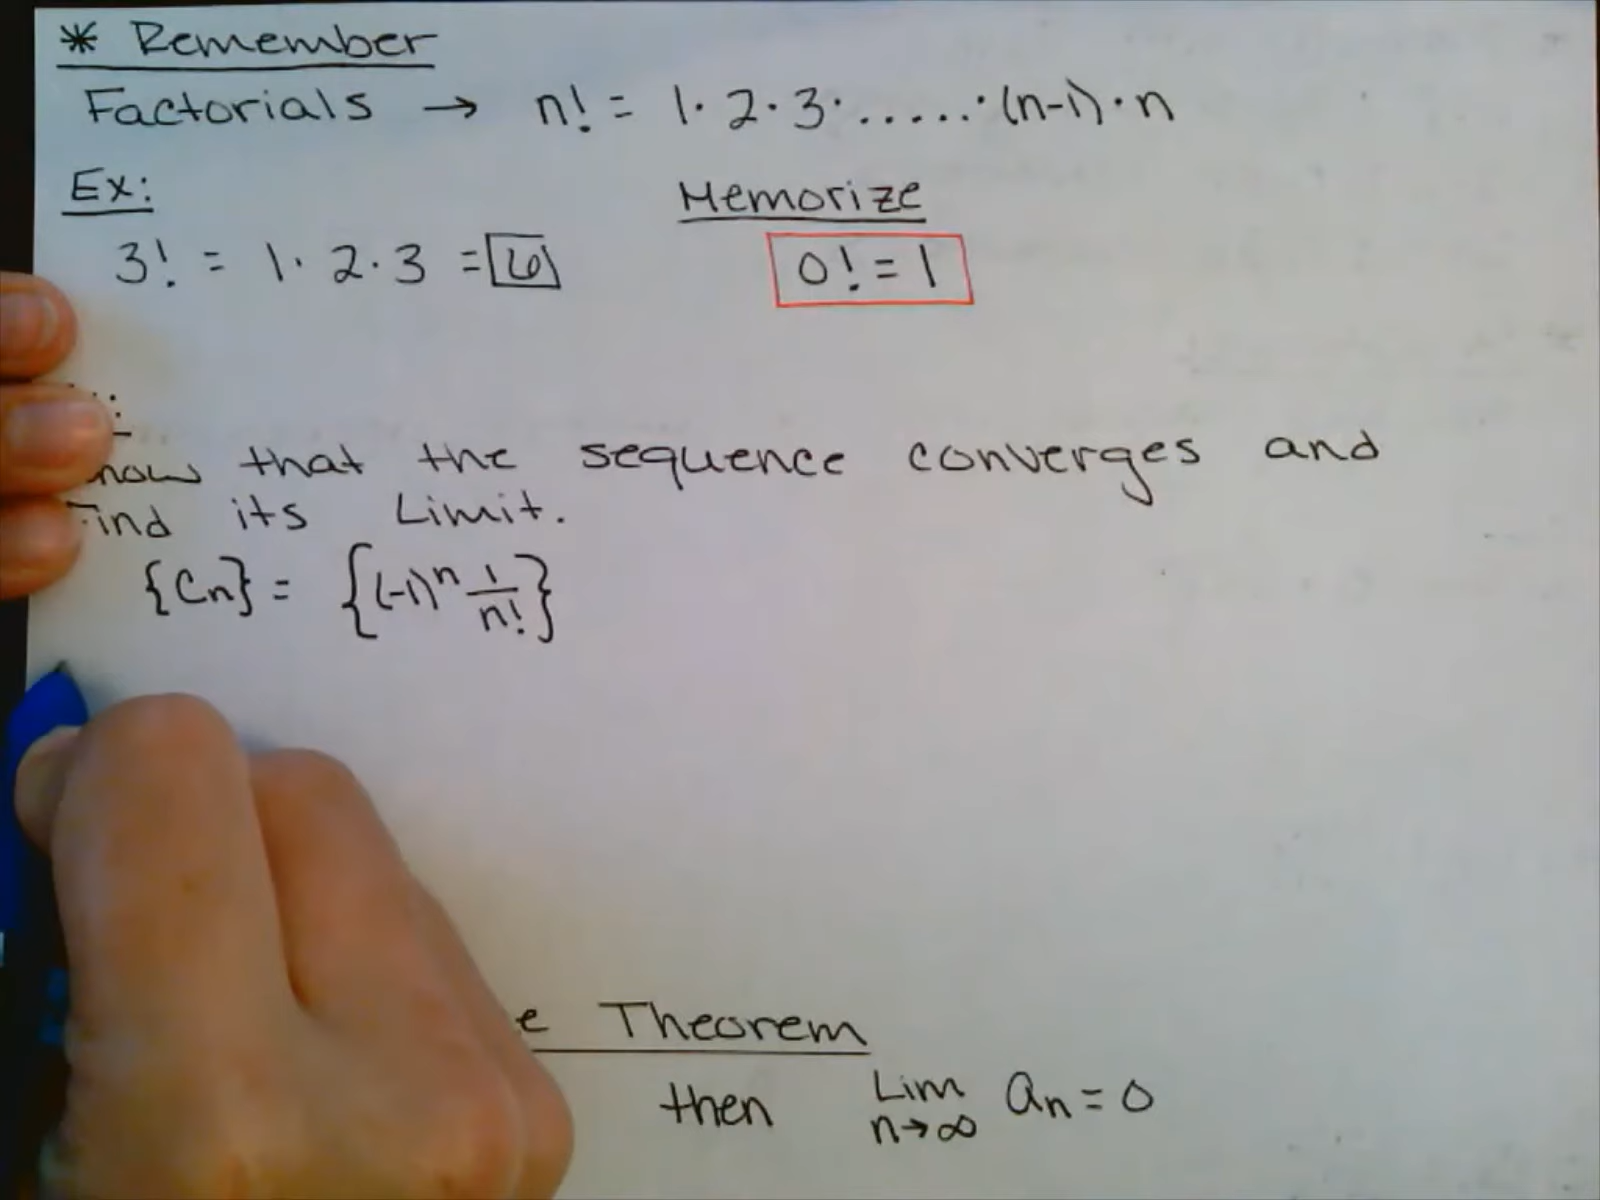 * Remember
Factorials → n! = 1·2·3·.....·(n-1)·n
Ex:
Memorize
3! = 1·2·3 = 6
0! = 1
that the sequence converges and
its Limit.
{Cn} = {(-1)^n 1/n!}
Theorem
then Lim n→∞ an = 0